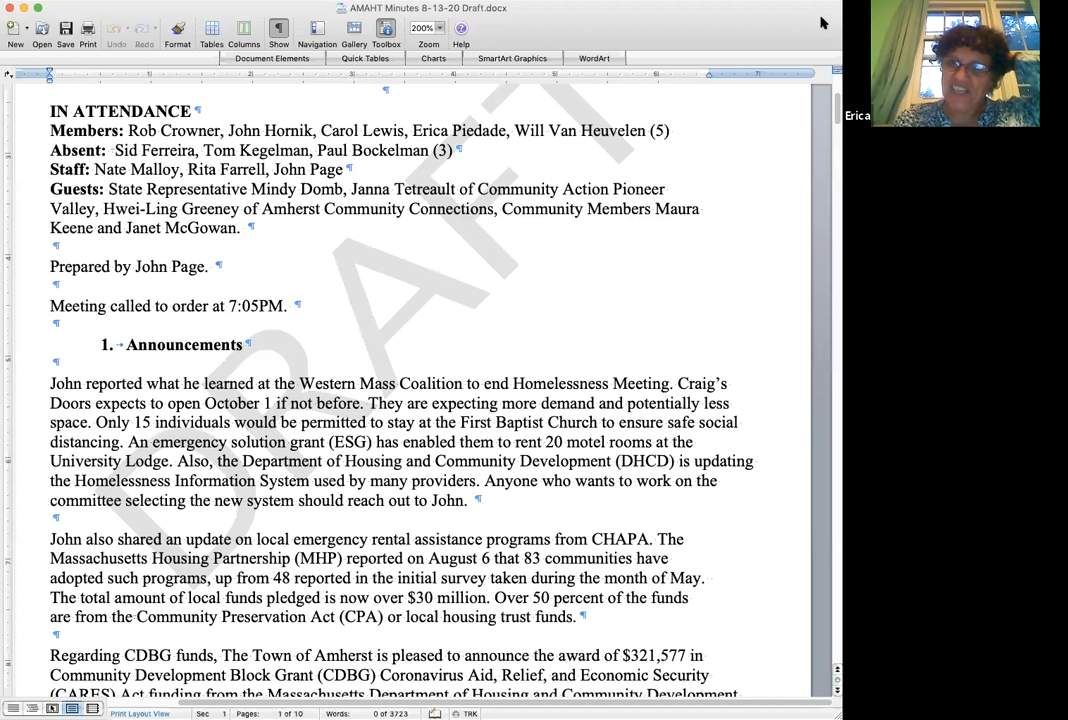 AMAHT Minutes 8-13-20 Draft.docx
200%
New Open Save Print Undo Redo Format Tables Columns Show Navigation Gallery Toolbox Zoom Help
Document Elements Quick Tables Charts SmartArt Graphics WordArt
IN ATTENDANCE ¶
Members: Rob Crowner, John Hornik, Carol Lewis, Erica Piedade, Will Van Heuvelen (5)
Absent: Sid Ferreira, Tom Kegelman, Paul Bockelman (3) ¶
Staff: Nate Malloy, Rita Farrell, John Page ¶
Guests: State Representative Mindy Domb, Janna Tetreault of Community Action Pioneer
Valley, Hwei-Ling Greeney of Amherst Community Connections, Community Members Maura
Keene and Janet McGowan. ¶
¶
Prepared by John Page. ¶
¶
Meeting called to order at 7:05PM. ¶
¶
1. Announcements ¶
¶
John reported what he learned at the Western Mass Coalition to end Homelessness Meeting. Craig's
Doors expects to open October 1 if not before. They are expecting more demand and potentially less
space. Only 15 individuals would be permitted to stay at the First Baptist Church to ensure safe social
distancing. An emergency solution grant (ESG) has enabled them to rent 20 motel rooms at the
University Lodge. Also, the Department of Housing and Community Development (DHCD) is updating
the Homelessness Information System used by many providers. Anyone who wants to work on the
committee selecting the new system should reach out to John. ¶
¶
John also shared an update on local emergency rental assistance programs from CHAPA. The
Massachusetts Housing Partnership (MHP) reported on August 6 that 83 communities have
adopted such programs, up from 48 reported in the initial survey taken during the month of May.
The total amount of local funds pledged is now over $30 million. Over 50 percent of the funds
are from the Community Preservation Act (CPA) or local housing trust funds. ¶
¶
Regarding CDBG funds, The Town of Amherst is pleased to announce the award of $321,577 in
Community Development Block Grant (CDBG) Coronavirus Aid, Relief, and Economic Security
(CARES) Act funding from the Massachusetts Department of Housing and Community Development
DRAFT
Print Layout View Sec 1 Pages: 1 of 10 Words: 0 of 3723 TRK
Erica